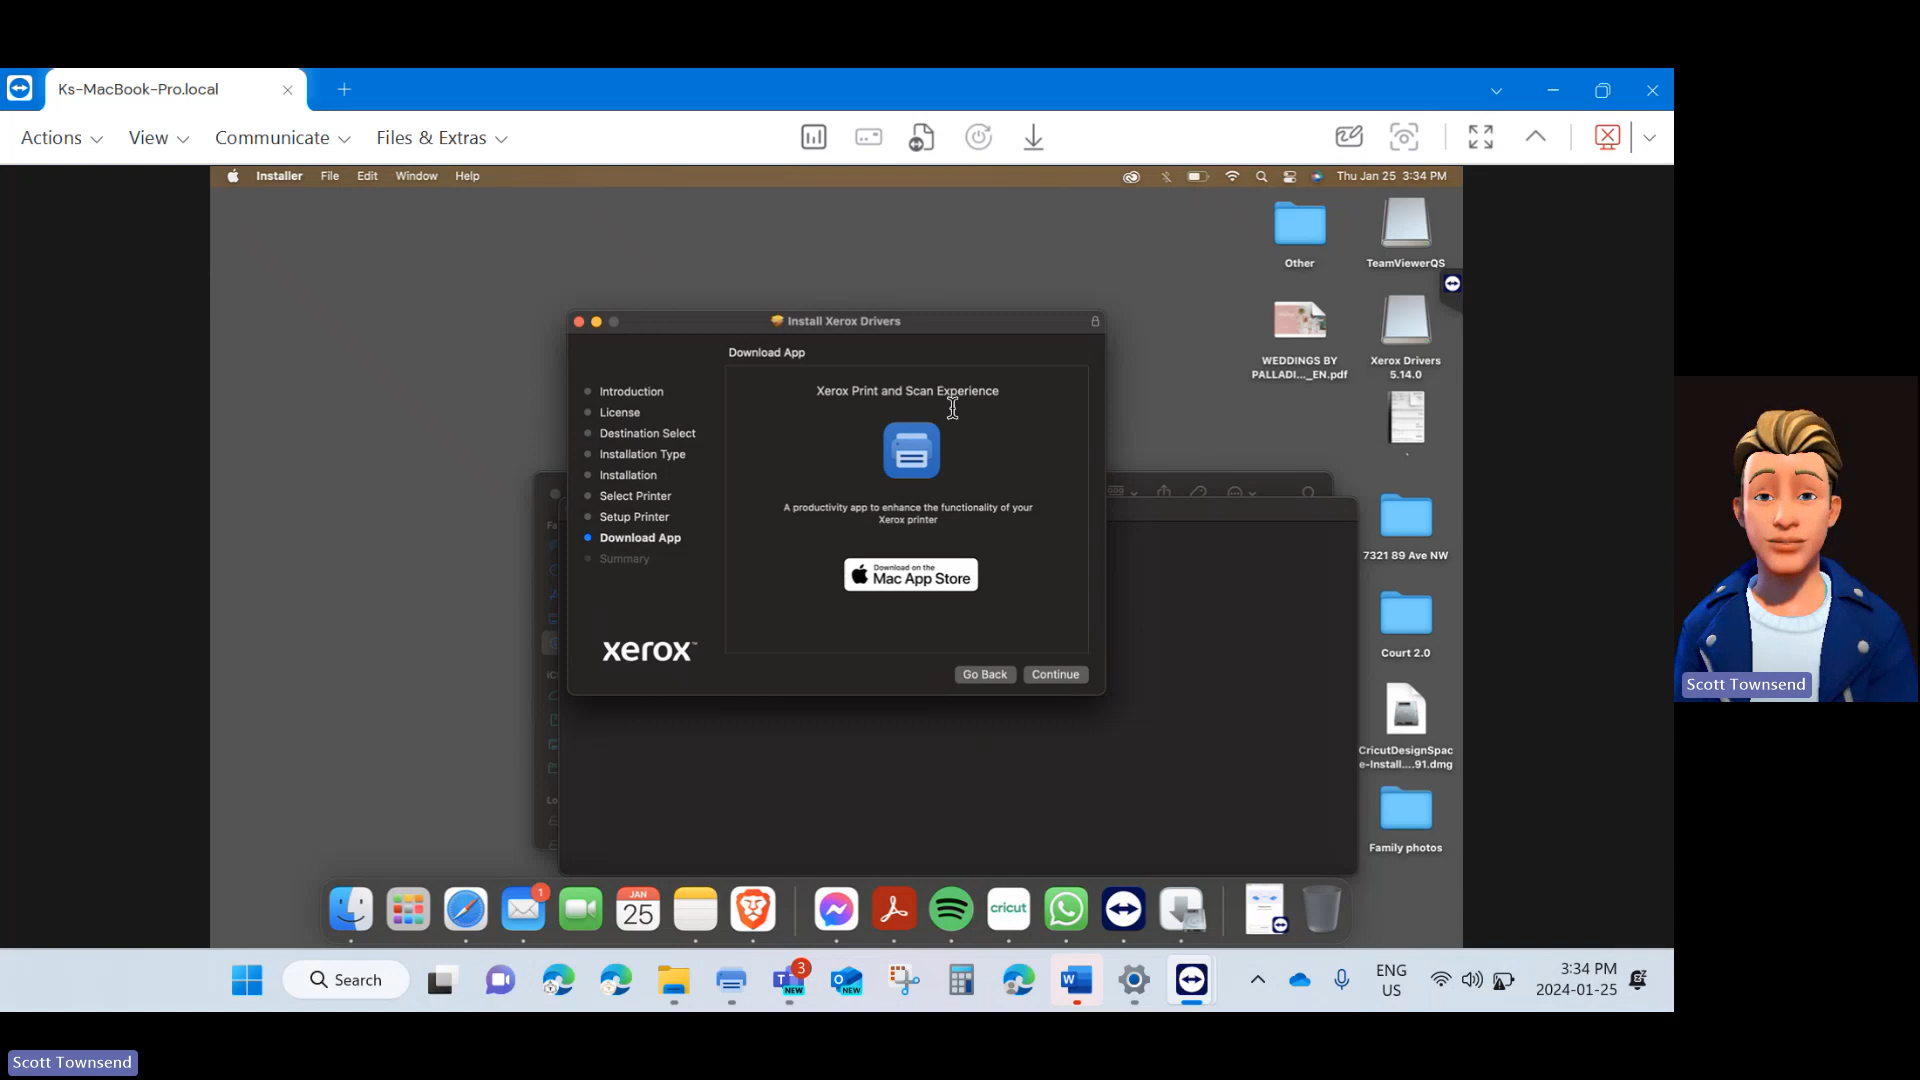 Ks-MacBook-Pro.local
Actions View Communicate Files & Extras
Installer File Edit Window Help
Thu Jan 25 3:34 PM
Other
TeamViewerQS
WEDDINGS BY
PALLADI..._EN.pdf
Xerox Drivers
5.14.0
Install Xerox Drivers
Download App
Introduction
License
Destination Select
Installation Type
Installation
Select Printer
Setup Printer
Download App
Summary
Xerox Print and Scan Experience
A productivity app to enhance the functionality of your
Xerox printer
Download on the
Mac App Store
xerox™
Go Back
Continue
7321 89 Ave NW
Court 2.0
CricutDesignSpac
e-Install....91.dmg
Family photos
1
JAN
25
cricut
Search
3
NEW
NEW
W
ENG
US
3:34 PM
2024-01-25
Scott Townsend
Scott Townsend